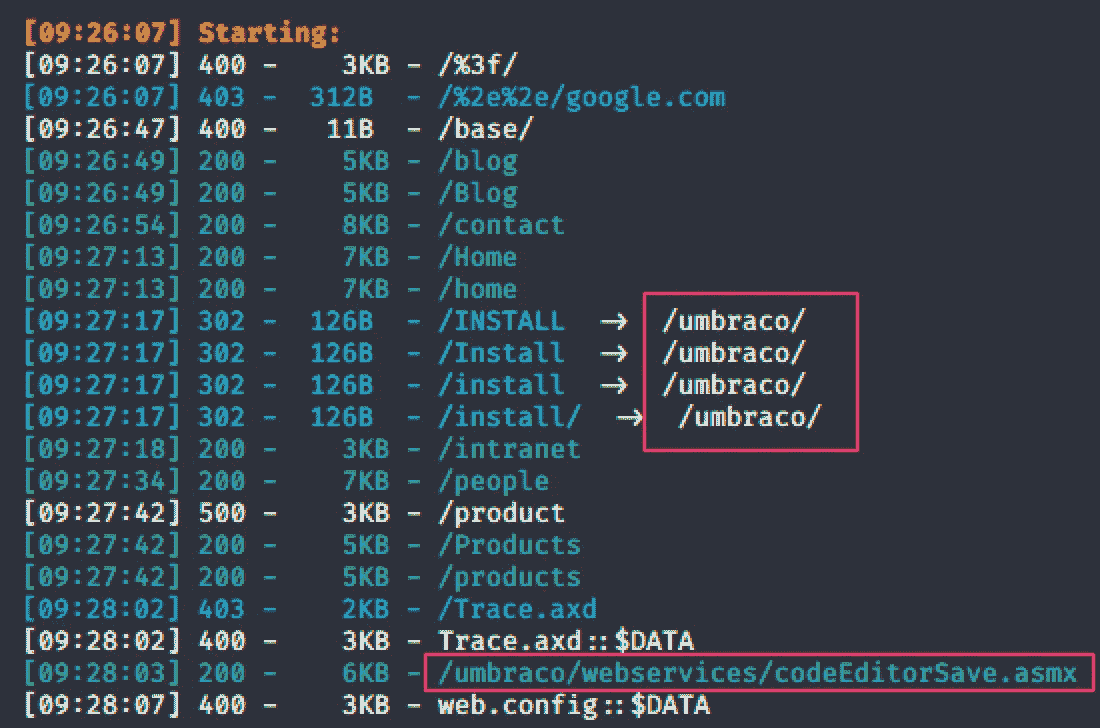 [09:26:07] Starting:
[09:26:07] 400 -    3KB - /%3f/
[09:26:07] 403 -  312B  - /%2e%2e/google.com
[09:26:47] 400 -   11B  - /base/
[09:26:49] 200 -    5KB - /blog
[09:26:49] 200 -    5KB - /Blog
[09:26:54] 200 -    8KB - /contact
[09:27:13] 200 -    7KB - /Home
[09:27:13] 200 -    7KB - /home
[09:27:17] 302 -  126B  - /INSTALL  →  /umbraco/
[09:27:17] 302 -  126B  - /Install  →  /umbraco/
[09:27:17] 302 -  126B  - /install  →  /umbraco/
[09:27:17] 302 -  126B  - /install/  →  /umbraco/
[09:27:18] 200 -    3KB - /intranet
[09:27:34] 200 -    7KB - /people
[09:27:42] 500 -    3KB - /product
[09:27:42] 200 -    5KB - /Products
[09:27:42] 200 -    5KB - /products
[09:28:02] 403 -    2KB - /Trace.axd
[09:28:02] 400 -    3KB - Trace.axd::$DATA
[09:28:03] 200 -    6KB - /umbraco/webservices/codeEditorSave.asmx
[09:28:07] 400 -    3KB - web.config::$DATA